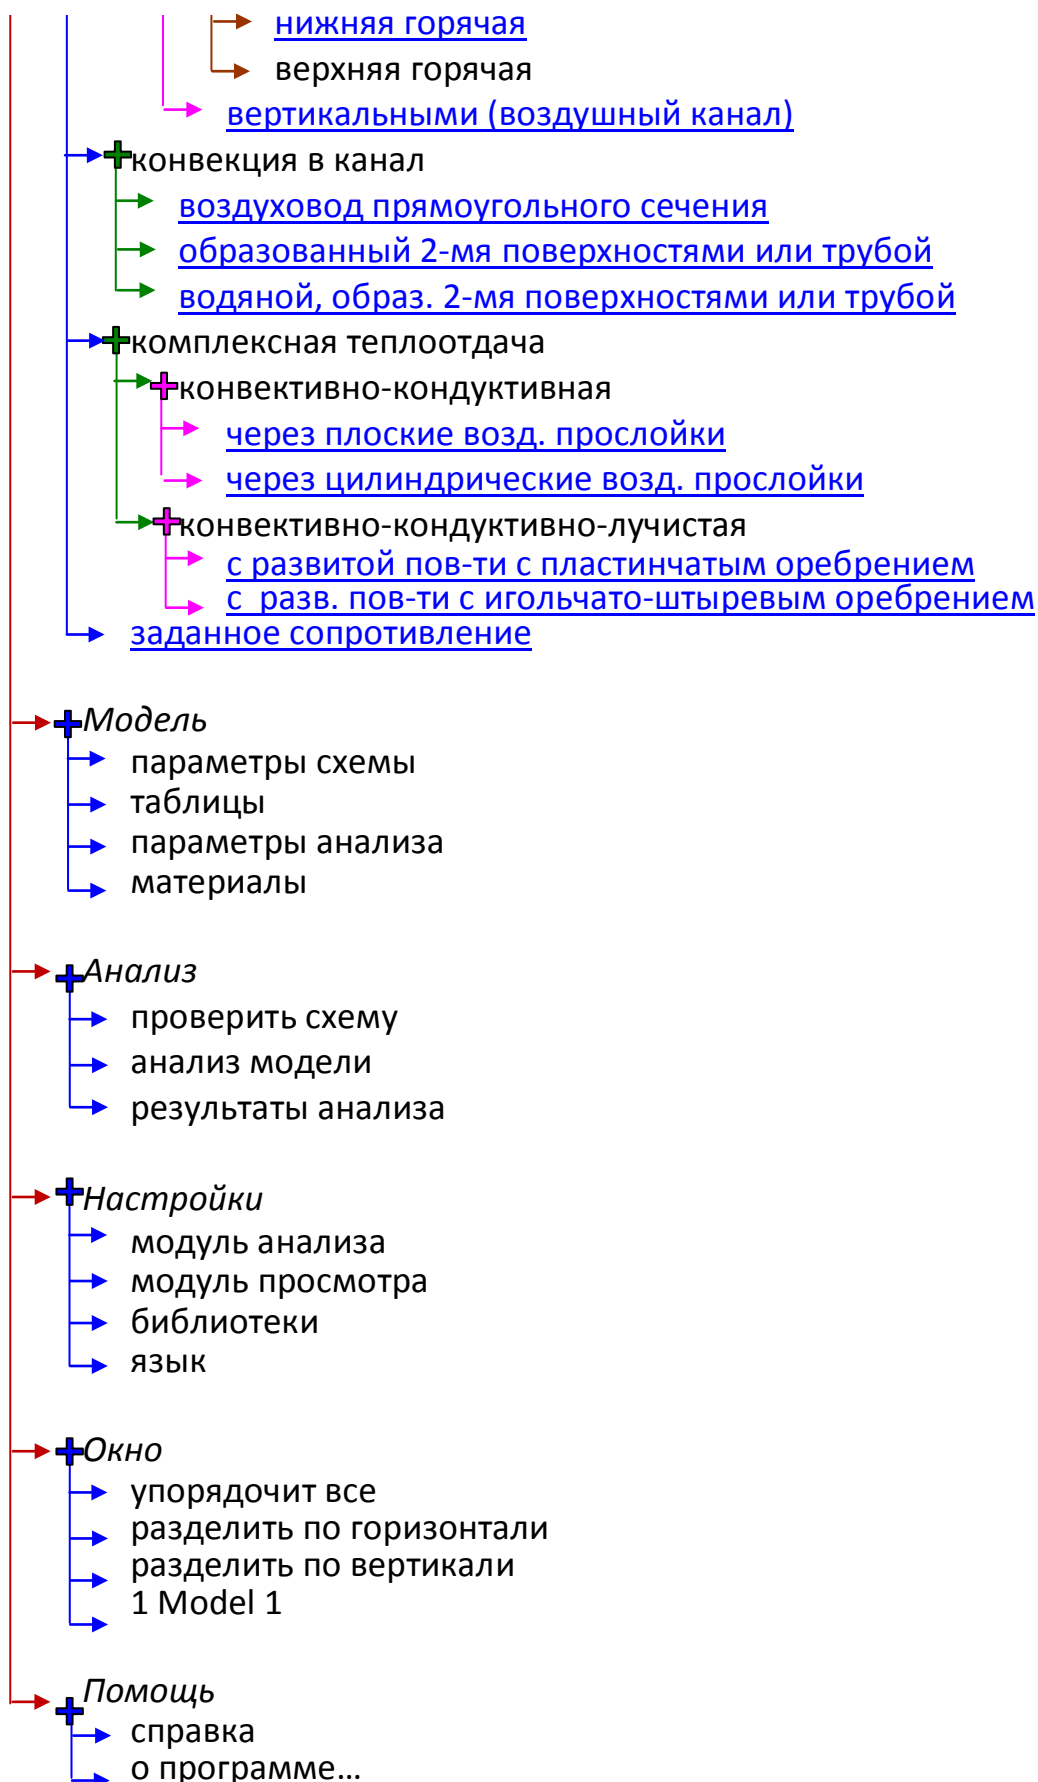 нижняя горячая
верхняя горячая
вертикальными (воздушный канал)
конвекция в канал
воздуховод прямоугольного сечения
образованный 2-мя поверхностями или трубой
водяной, образ. 2-мя поверхностями или трубой
комплексная теплоотдача
конвективно-кондуктивная
через плоские возд. прослойки
через цилиндрические возд. прослойки
конвективно-кондуктивно-лучистая
с развитой пов-ти с пластинчатым оребрением
с разв. пов-ти с игольчато-штыревым оребрением
заданное сопротивление
Модель
параметры схемы
таблицы
параметры анализа
материалы
Анализ
проверить схему
анализ модели
результаты анализа
Настройки
модуль анализа
модуль просмотра
библиотеки
язык
Окно
упорядочит все
разделить по горизонтали
разделить по вертикали
1 Model 1
Помощь
справка
о программе...